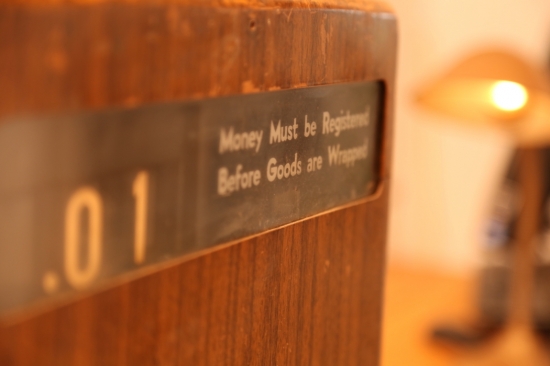 .01
Money Must be Registered
Before Goods are Wrapped